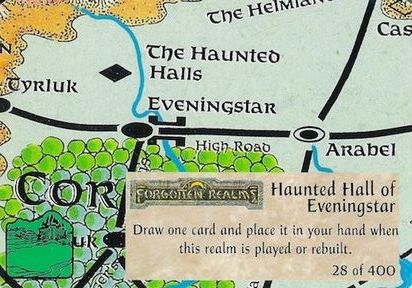 The Helmlan
Cas
The Haunted
Halls
Tyrluk
Eveningstar
High Road
Arabel
Cor
uk
FORGOTTEN REALMS
Haunted Hall of
Eveningstar
Draw one card and place it in your hand when
this realm is played or rebuilt.
28 of 400